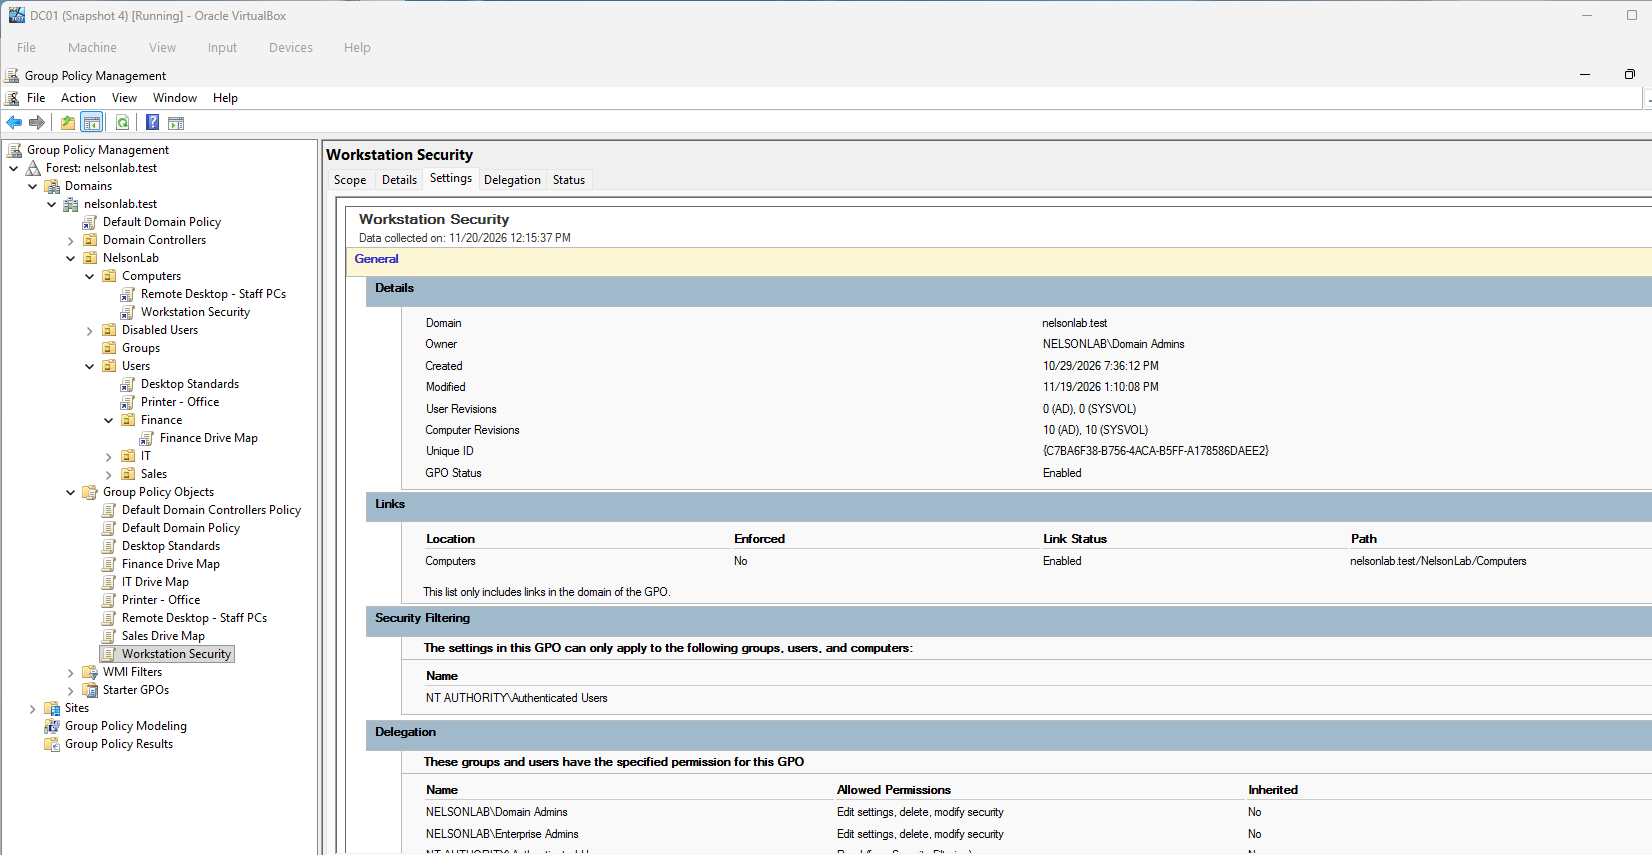 DC01 (Snapshot 4) [Running] - Oracle VirtualBox
File Machine View Input Devices Help
Group Policy Management
File Action View Window Help
Group Policy Management
Forest: nelsonlab.test
Domains
nelsonlab.test
Default Domain Policy
Domain Controllers
NelsonLab
Computers
Remote Desktop - Staff PCs
Workstation Security
Disabled Users
Groups
Users
Desktop Standards
Printer - Office
Finance
Finance Drive Map
IT
Sales
Group Policy Objects
Default Domain Controllers Policy
Default Domain Policy
Desktop Standards
Finance Drive Map
IT Drive Map
Printer - Office
Remote Desktop - Staff PCs
Sales Drive Map
Workstation Security
WMI Filters
Starter GPOs
Sites
Group Policy Modeling
Group Policy Results
Workstation Security
Scope Details Settings Delegation Status
Workstation Security
Data collected on: 11/20/2026 12:15:37 PM
General
Details
Domain nelsonlab.test
Owner NELSONLAB\Domain Admins
Created 10/29/2026 7:36:12 PM
Modified 11/19/2026 1:10:08 PM
User Revisions 0 (AD), 0 (SYSVOL)
Computer Revisions 10 (AD), 10 (SYSVOL)
Unique ID {C7BA6F38-B756-4ACA-B5FF-A178586DAEE2}
GPO Status Enabled
Links
Location Enforced Link Status Path
Computers No Enabled nelsonlab.test/NelsonLab/Computers
This list only includes links in the domain of the GPO.
Security Filtering
The settings in this GPO can only apply to the following groups, users, and computers:
Name
NT AUTHORITY\Authenticated Users
Delegation
These groups and users have the specified permission for this GPO
Name Allowed Permissions Inherited
NELSONLAB\Domain Admins Edit settings, delete, modify security No
NELSONLAB\Enterprise Admins Edit settings, delete, modify security No